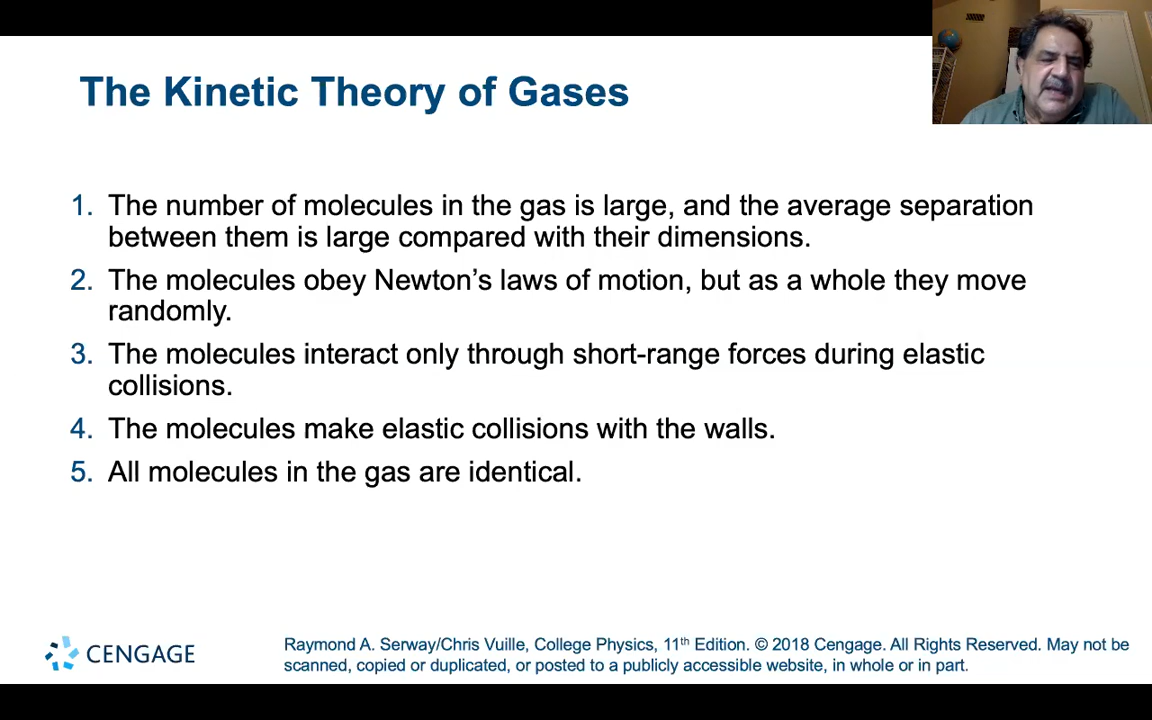 The Kinetic Theory of Gases
1. The number of molecules in the gas is large, and the average separation
between them is large compared with their dimensions.
2. The molecules obey Newton’s laws of motion, but as a whole they move
randomly.
3. The molecules interact only through short-range forces during elastic
collisions.
4. The molecules make elastic collisions with the walls.
5. All molecules in the gas are identical.
CENGAGE
Raymond A. Serway/Chris Vuille, College Physics, 11th Edition. © 2018 Cengage. All Rights Reserved. May not be
scanned, copied or duplicated, or posted to a publicly accessible website, in whole or in part.